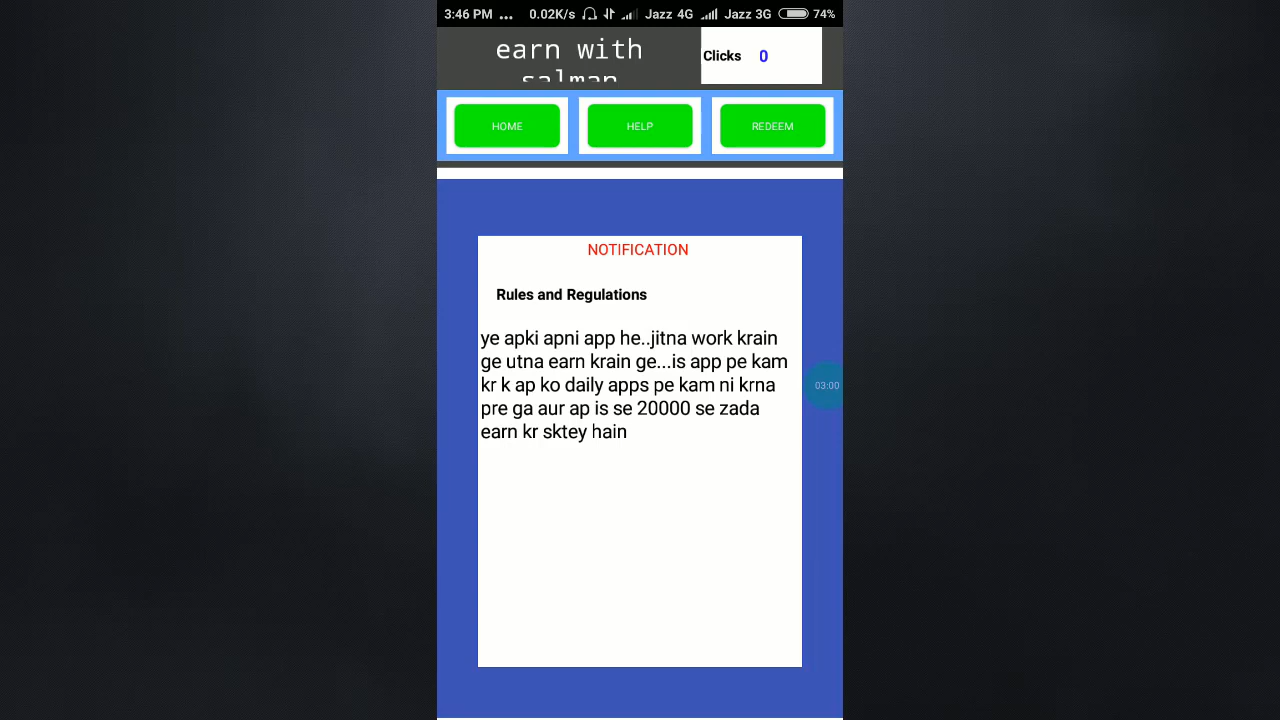 3:46 PM ... 0.02K/s Jazz 4G Jazz 3G 74%
earn with
salman
Clicks 0
HOME HELP REDEEM
NOTIFICATION
Rules and Regulations
ye apki apni app he..jitna work krain
ge utna earn krain ge...is app pe kam
kr k ap ko daily apps pe kam ni krna
pre ga aur ap is se 20000 se zada
earn kr sktey hain
03:00